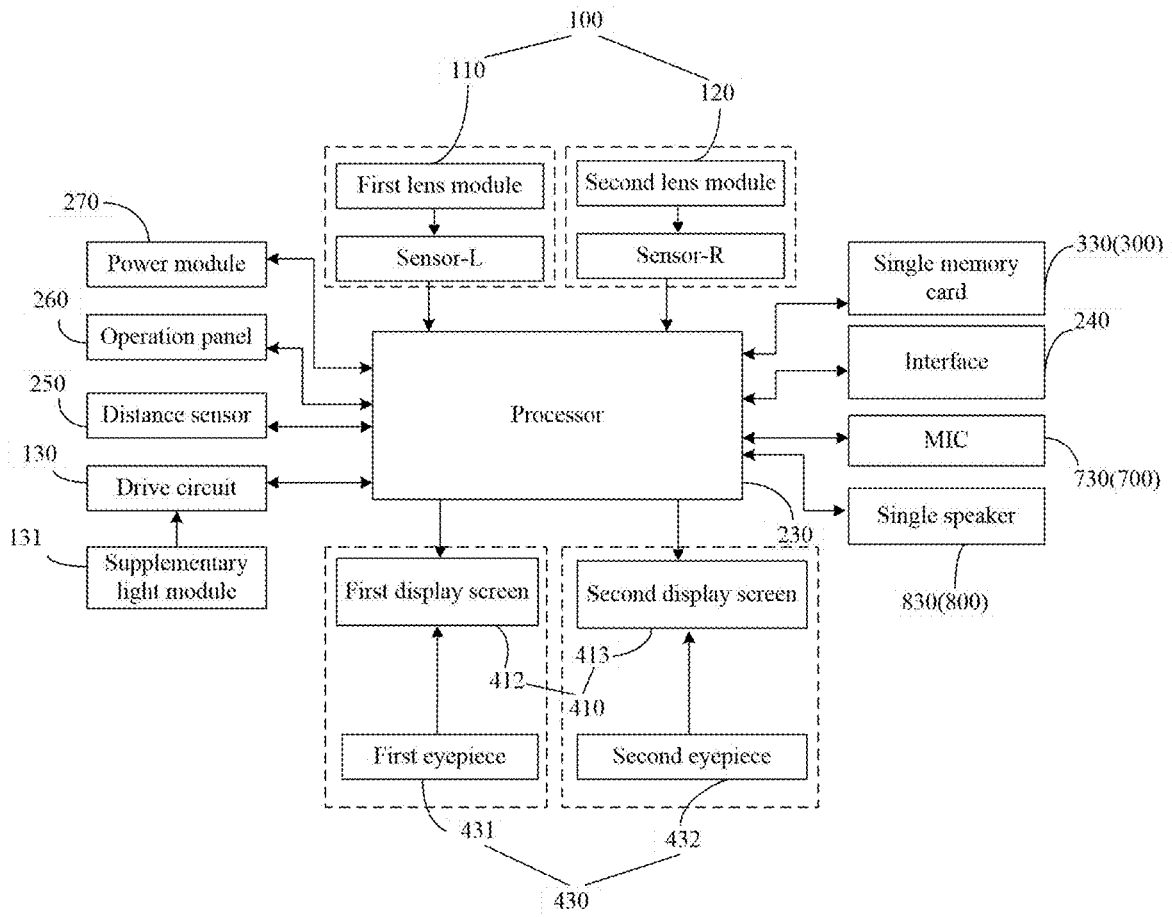 100
110
120
First lens module
Second lens module
270
Sensor-L
Sensor-R
Power module
Single memory
card
330(300)
260
Operation panel
240
Interface
250
Distance sensor
Processor
MIC
130
Drive circuit
730(700)
Single speaker
230
131
Supplementary
light module
First display screen
Second display screen
830(800)
413
412
410
First eyepiece
Second eyepiece
431
432
430